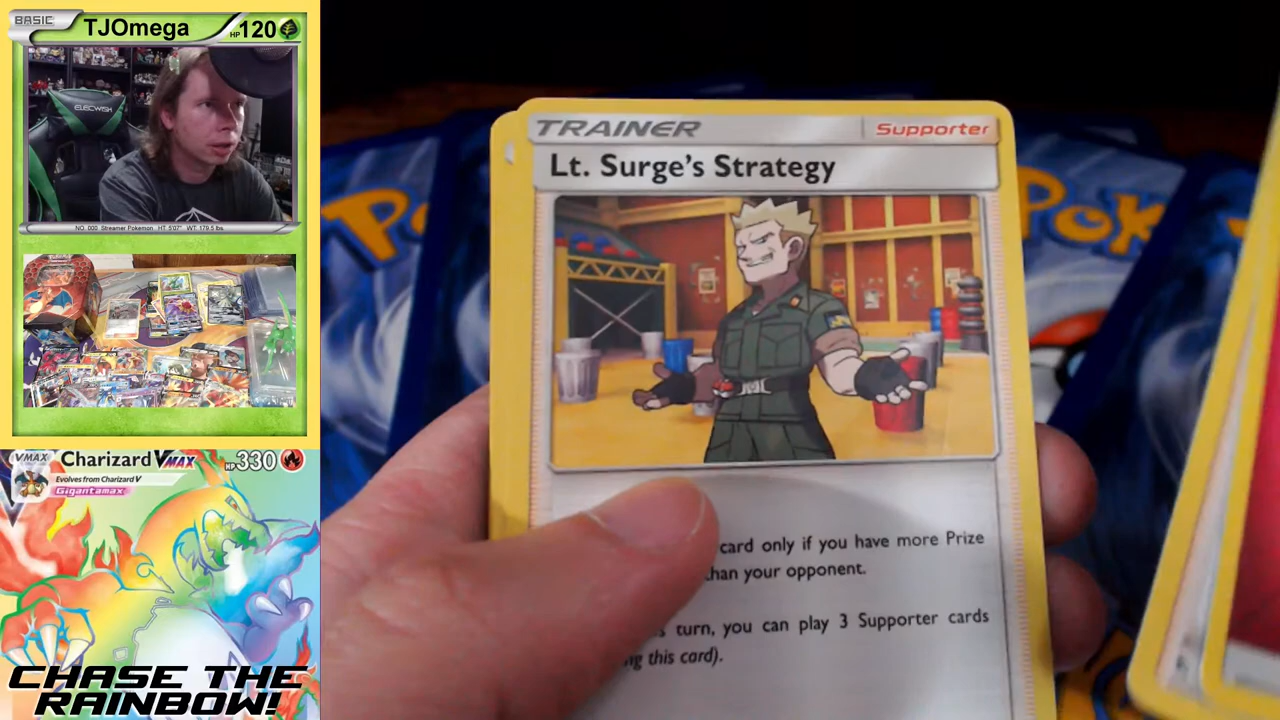 BASIC
TJOmega
HP 120
ELECWISH
NO. 000 Streamer Pokemon HT: 5'07" WT: 179.5 lbs
VMAX
Charizard VMAX
HP 330
Evolves from Charizard V
Gigantamax
CHASE THE
RAINBOW!
TRAINER
Supporter
Lt. Surge's Strategy
card only if you have more Prize
than your opponent.
turn, you can play 3 Supporter cards
this card).